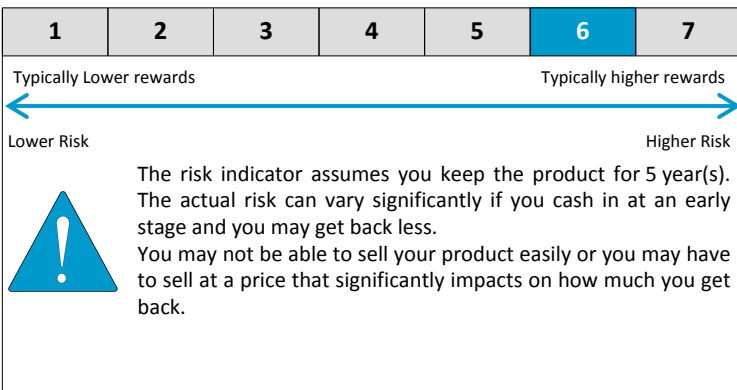 1 2 3 4 5 6 7
Typically Lower rewards Typically higher rewards
Lower Risk Higher Risk
The risk indicator assumes you keep the product for 5 year(s).
The actual risk can vary significantly if you cash in at an early
stage and you may get back less.
You may not be able to sell your product easily or you may have
to sell at a price that significantly impacts on how much you get
back.